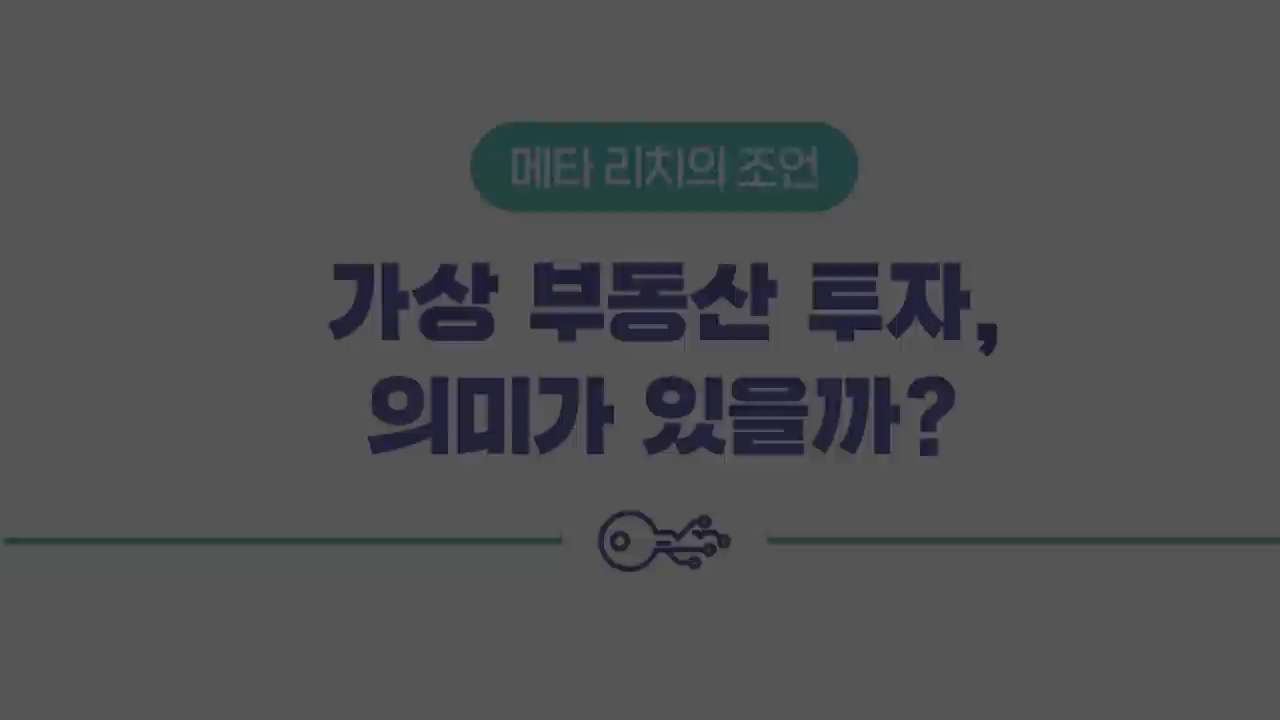 메타 리치의 조언
가상 부동산 투자,
의미가 있을까?